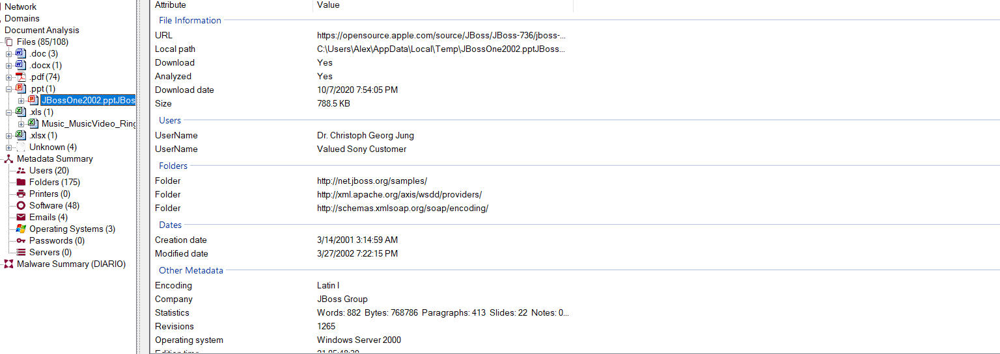 Network
Domains
Document Analysis
Files (85/108)
.doc (3)
.docx (1)
.pdf (74)
.ppt (1)
JBossOne2002.pptJBos
.xls (1)
Music_MusicVideo_Ring
.xlsx (1)
Unknown (4)
Metadata Summary
Users (20)
Folders (175)
Printers (0)
Software (48)
Emails (4)
Operating Systems (3)
Passwords (0)
Servers (0)
Malware Summary (DIARIO)
Attribute Value
File Information
URL https://opensource.apple.com/source/JBoss/JBoss-736/jboss-...
Local path C:\Users\Alex\AppData\Local\Temp\JBossOne2002.pptJBoss...
Download Yes
Analyzed Yes
Download date 10/7/2020 7:54:05 PM
Size 788.5 KB
Users
UserName Dr. Christoph Georg Jung
UserName Valued Sony Customer
Folders
Folder http://net.jboss.org/samples/
Folder http://xml.apache.org/axis/wsdd/providers/
Folder http://schemas.xmlsoap.org/soap/encoding/
Dates
Creation date 3/14/2001 3:14:59 AM
Modified date 3/27/2002 7:22:15 PM
Other Metadata
Encoding Latin I
Company JBoss Group
Statistics Words: 882 Bytes: 768786 Paragraphs: 413 Slides: 22 Notes: 0...
Revisions 1265
Operating system Windows Server 2000